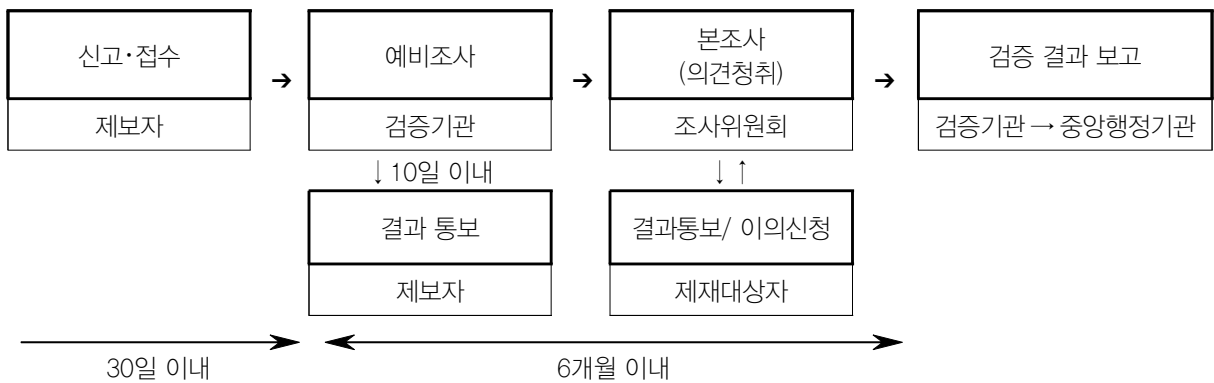 신고･접수
제보자
➔
예비조사
검증기관
↓10일 이내
결과 통보
제보자
➔
본조사
(의견청취)
조사위원회
↓↑
결과통보/ 이의신청
제재대상자
➔
검증 결과 보고
검증기관→중앙행정기관
30일 이내
6개월 이내